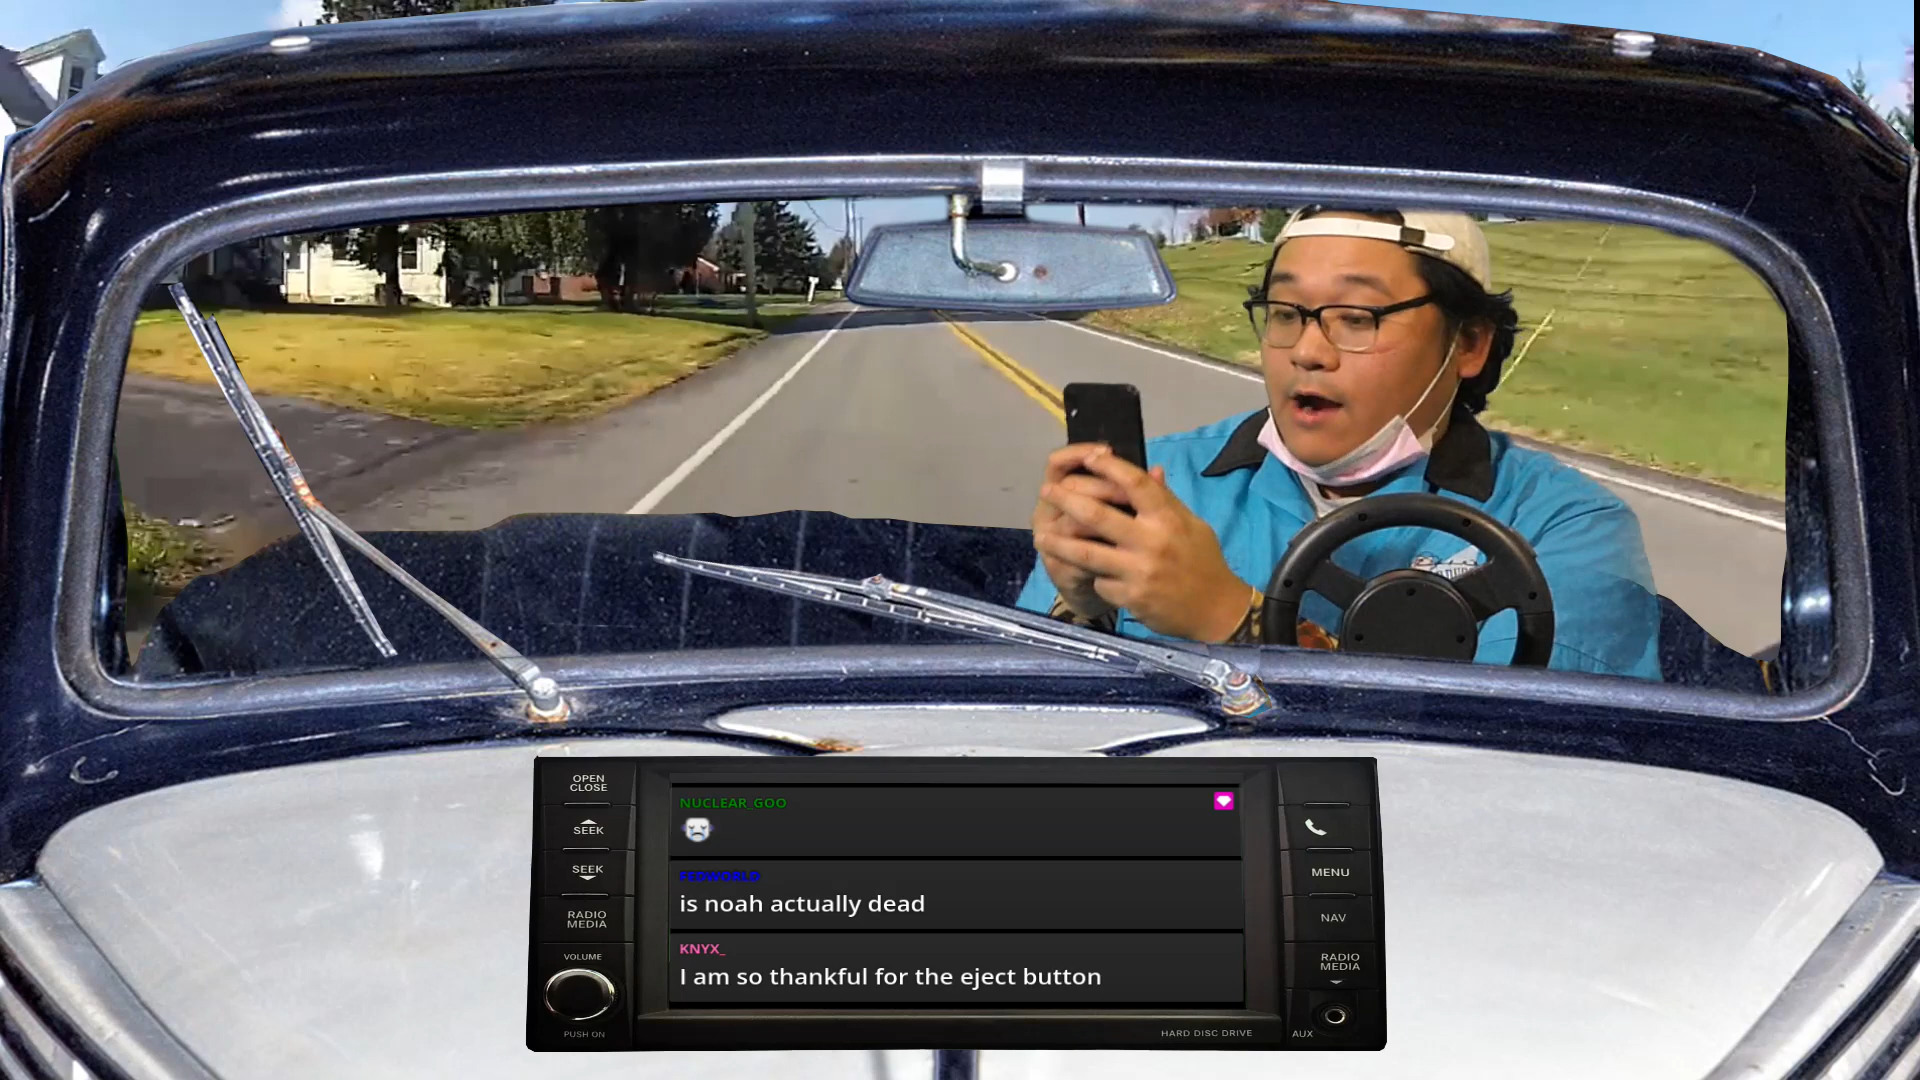 OPEN
CLOSE
SEEK
SEEK
RADIO
MEDIA
VOLUME
PUSH ON
NUCLEAR_GOO
FEDWORLD
is noah actually dead
KNYX_
I am so thankful for the eject button
HARD DISC DRIVE
MENU
NAV
RADIO
MEDIA
AUX